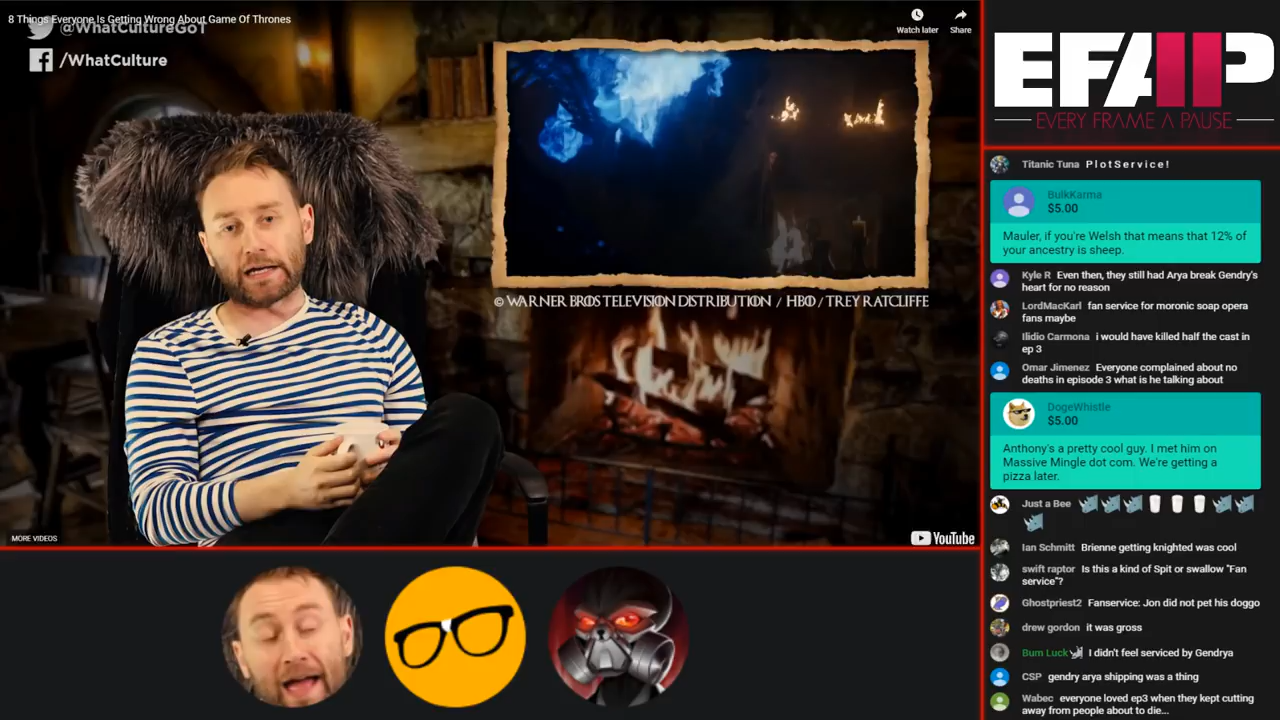 8 Things Everyone Is Getting Wrong About Game Of Thrones
@WhatCultureGoT
/WhatCulture
Watch later
Share
© WARNER BROS TELEVISION DISTRIBUTION / HBO / TREY RATCLIFFE
MORE VIDEOS
YouTube
EFAP
EVERY FRAME A PAUSE
Titanic Tuna P l o t S e r v i c e !
BulkKarma
$5.00
Mauler, if you're Welsh that means that 12% of
your ancestry is sheep.
Kyle R Even then, they still had Arya break Gendry's
heart for no reason
LordMacKarl fan service for moronic soap opera
fans maybe
Ilidio Carmona i would have killed half the cast in
ep 3
Omar Jimenez Everyone complained about no
deaths in episode 3 what is he talking about
DogeWhistle
$5.00
Anthony's a pretty cool guy. I met him on
Massive Mingle dot com. We're getting a
pizza later.
Just a Bee
Ian Schmitt Brienne getting knighted was cool
swift raptor Is this a kind of Spit or swallow "Fan
service"?
Ghostpriest2 Fanservice: Jon did not pet his doggo
drew gordon it was gross
Bum Luck I didn't feel serviced by Gendrya
CSP gendry arya shipping was a thing
Wabec everyone loved ep3 when they kept cutting
away from people about to die...